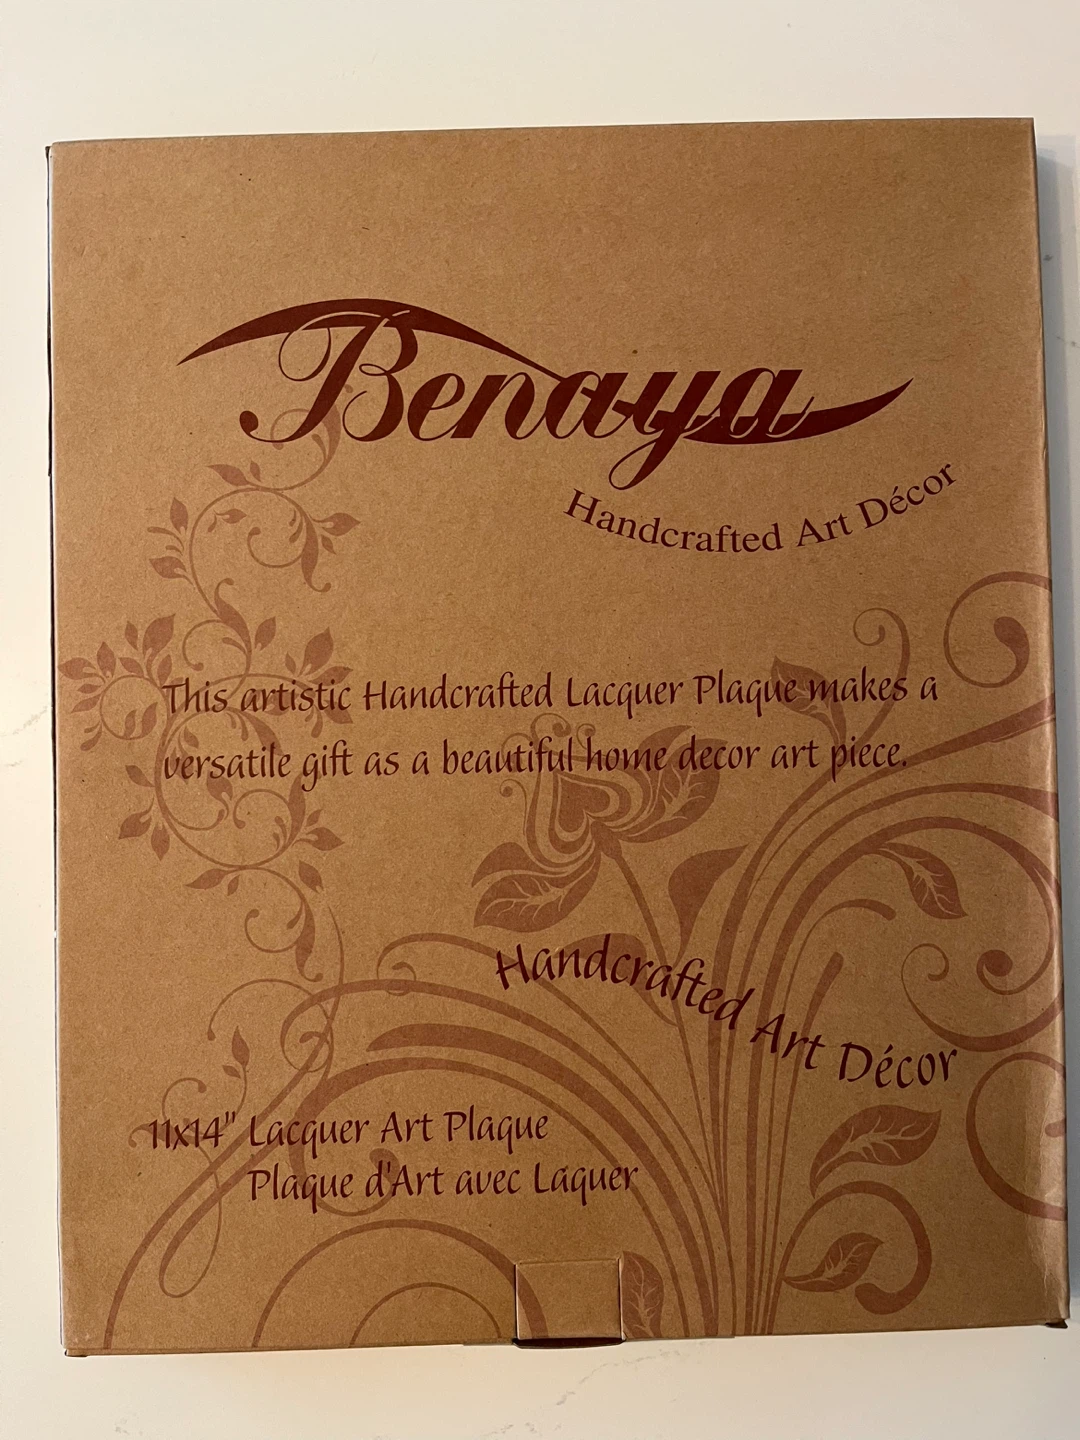 Benaya
Handcrafted Art Décor
This artistic Handcrafted Lacquer Plaque makes a
versatile gift as a beautiful home decor art piece.
Handcrafted Art Décor
11x14" Lacquer Art Plaque
Plaque d'Art avec Laquer